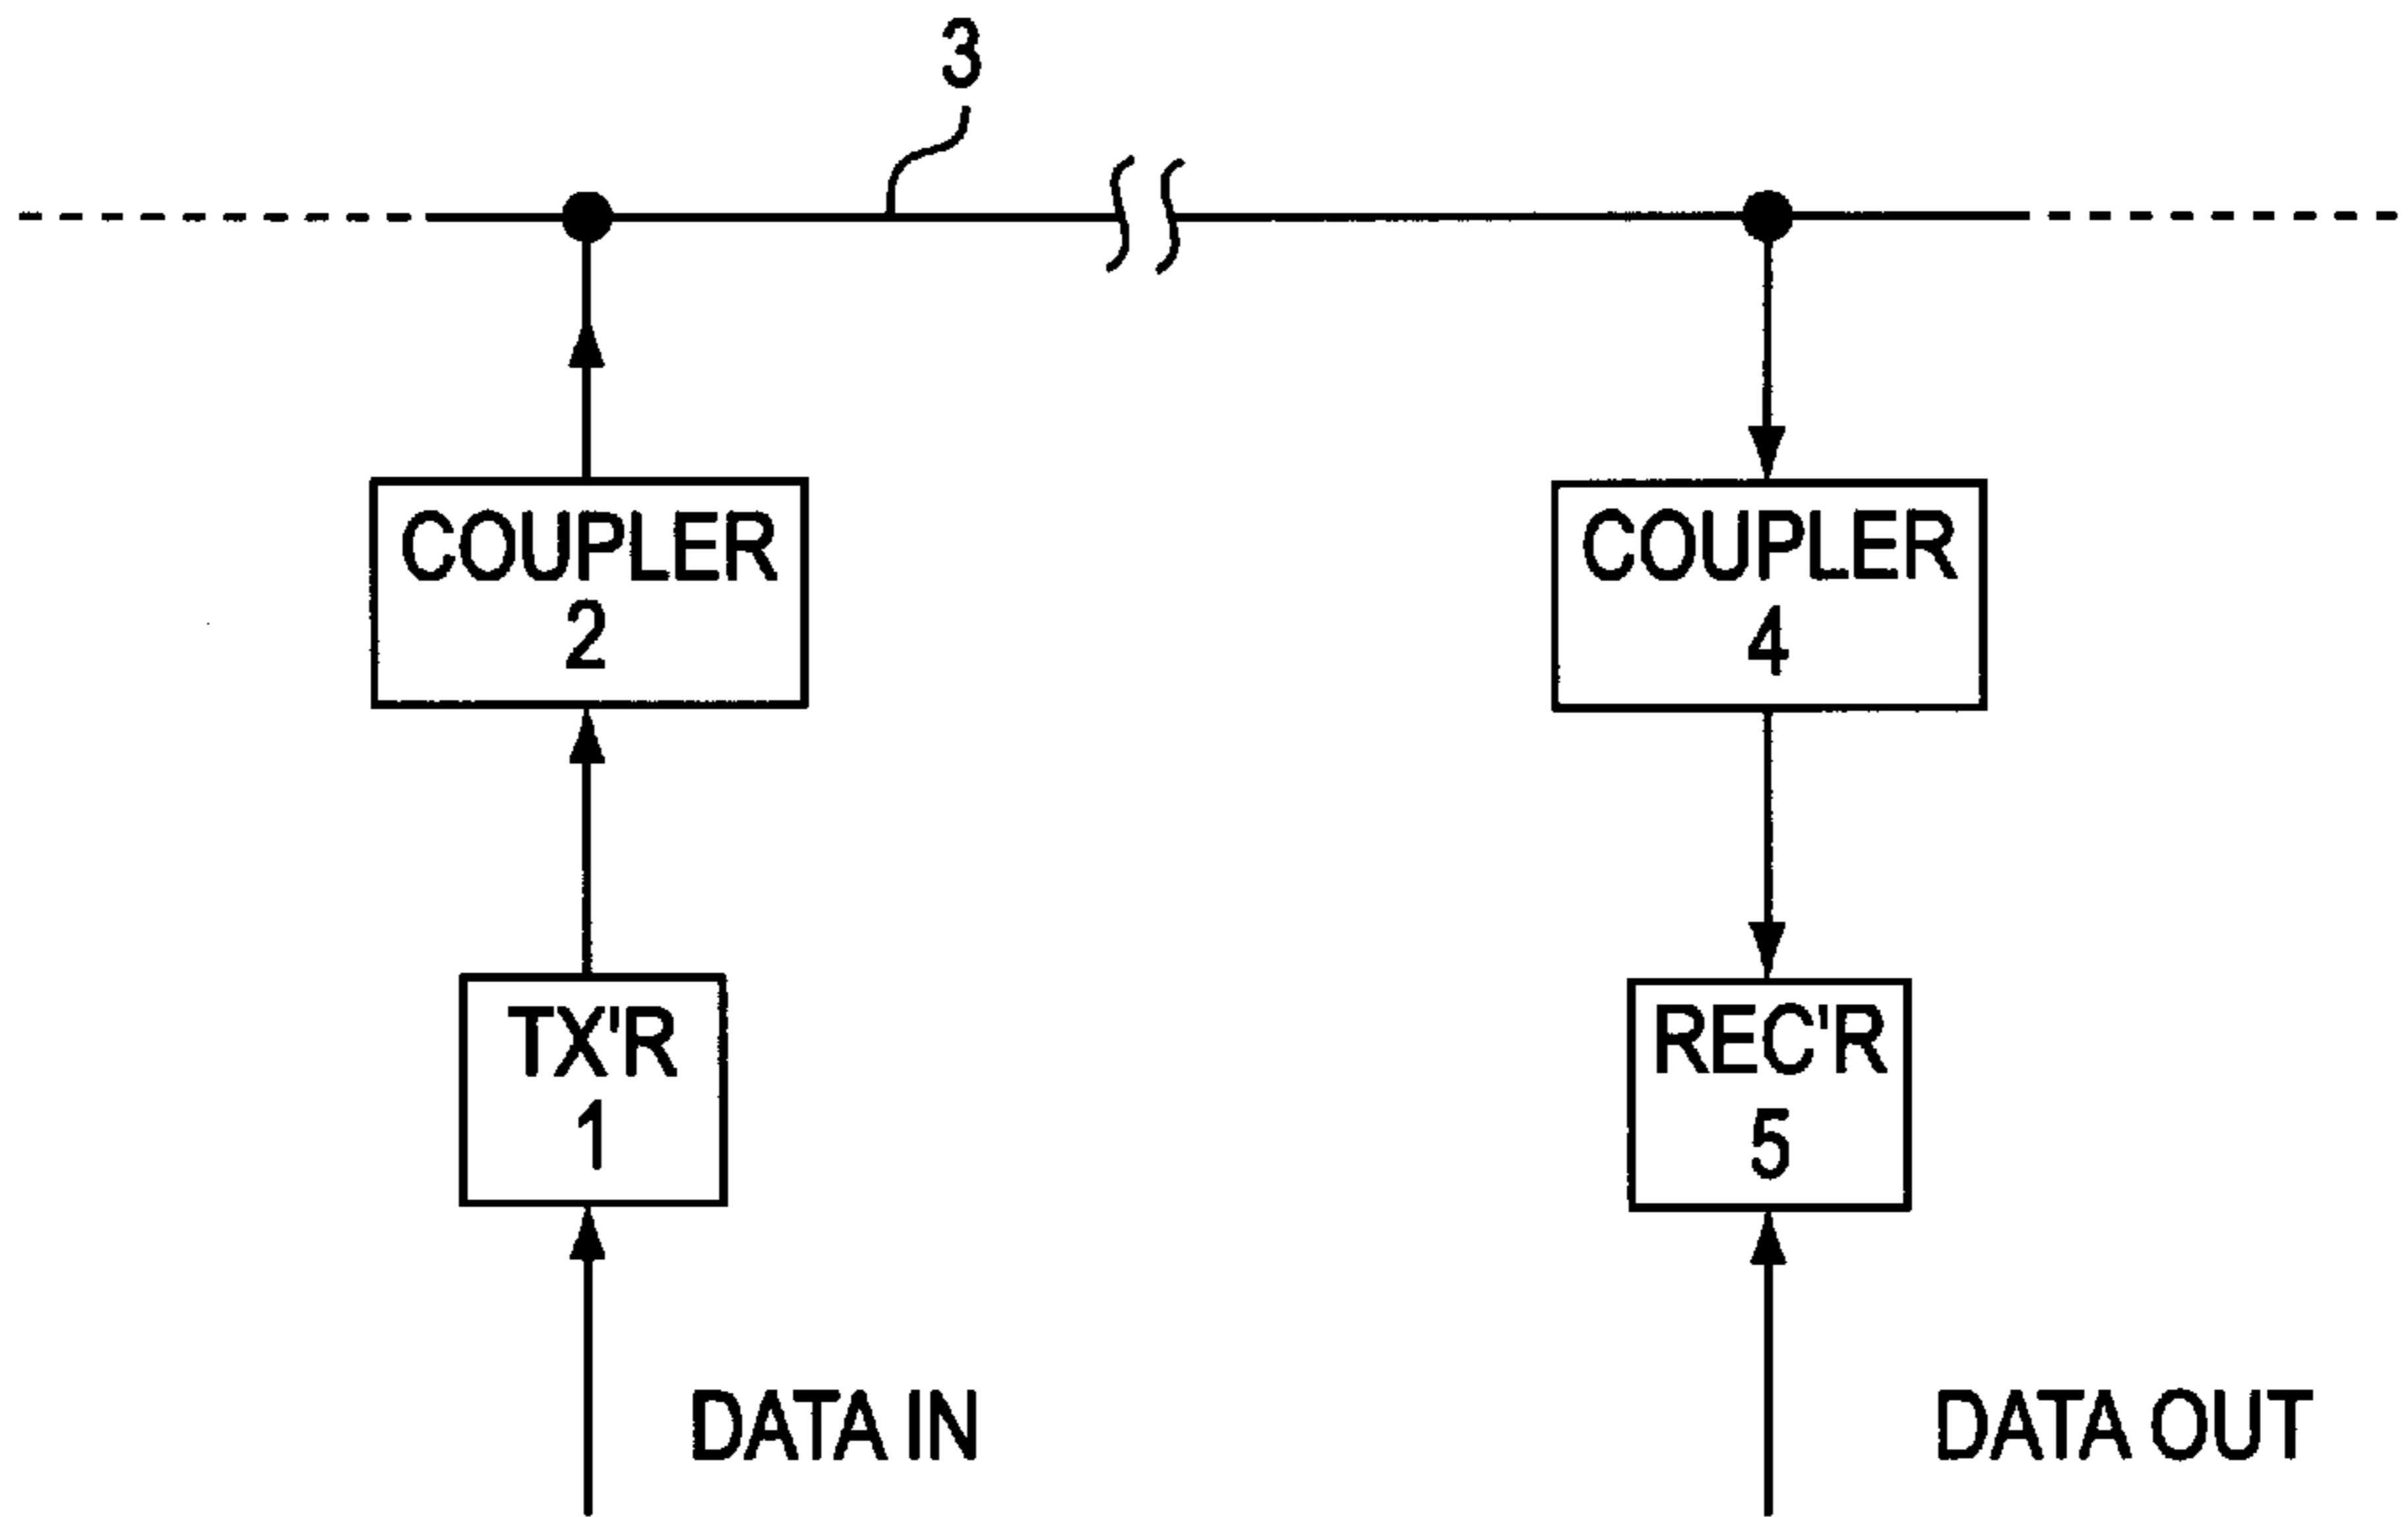 3
COUPLER
2
COUPLER
4
TX'R
1
REC'R
5
DATA IN
DATA OUT